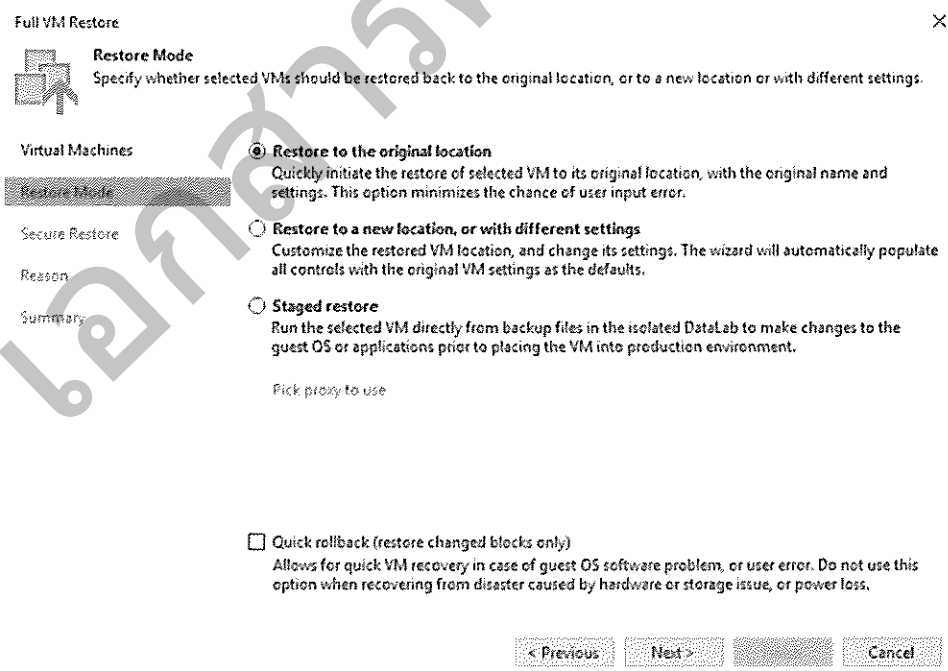 Full VM Restore
Restore Mode
Specify whether selected VMs should be restored back to the original location, or to a new location or with different settings.
Virtual Machines
Restore Mode
Secure Restore
Reason
Summary
Restore to the original location
Quickly initiate the restore of selected VM to its original location, with the original name and
settings. This option minimizes the chance of user input error.
Restore to a new location, or with different settings
Customize the restored VM location, and change its settings. The wizard will automatically populate
all controls with the original VM settings as the defaults.
Staged restore
Run the selected VM directly from backup files in the isolated DataLab to make changes to the
guest OS or applications prior to placing the VM into production environment.
Pick proxy to use
Quick rollback (restore changed blocks only)
Allows for quick VM recovery in case of guest OS software problem, or user error. Do not use this
option when recovering from disaster caused by hardware or storage issue, or power loss.
< Previous
Next >
Cancel
เอกสาร